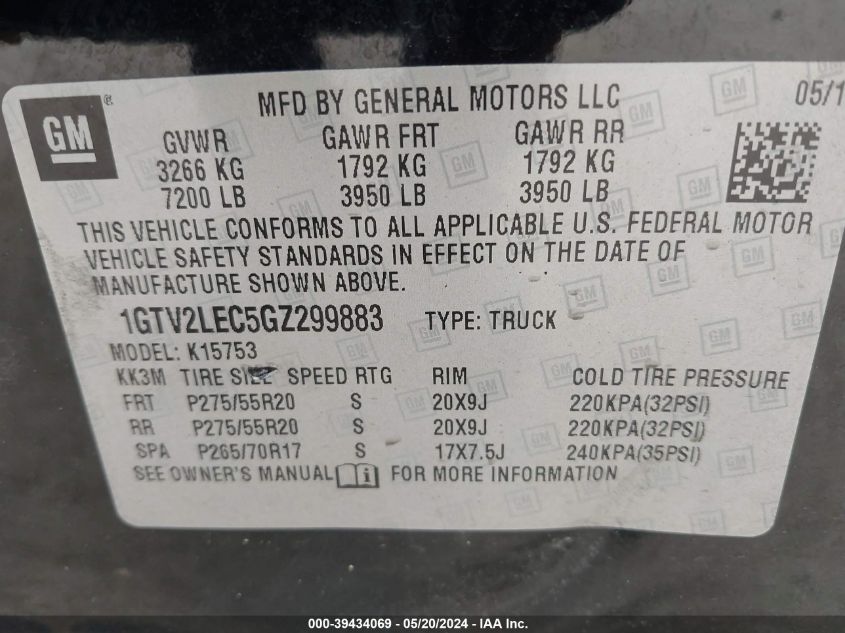 MFD BY GENERAL MOTORS LLC 05/1
GM®
GVWR GAWR FRT GAWR RR
3266 KG 1792 KG 1792 KG
7200 LB 3950 LB 3950 LB
THIS VEHICLE CONFORMS TO ALL APPLICABLE U.S. FEDERAL MOTOR
VEHICLE SAFETY STANDARDS IN EFFECT ON THE DATE OF
MANUFACTURE SHOWN ABOVE.
1GTV2LEC5GZ299883 TYPE: TRUCK
MODEL: K15753
KK3M TIRE SIZE SPEED RTG RIM COLD TIRE PRESSURE
FRT P275/55R20 S 20X9J 220KPA(32PSI)
RR P275/55R20 S 20X9J 220KPA(32PSI)
SPA P265/70R17 S 17X7.5J 240KPA(35PSI)
SEE OWNER'S MANUAL i FOR MORE INFORMATION
000-39434069 - 05/20/2024 - IAA Inc.